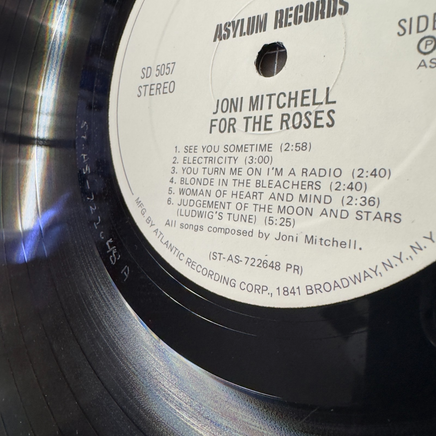 ASYLUM RECORDS
SD 5057
STEREO
SIDE
Ⓟ
AS
JONI MITCHELL
FOR THE ROSES
1. SEE YOU SOMETIME (2:58)
2. ELECTRICITY (3:00)
3. YOU TURN ME ON I'M A RADIO (2:40)
4. BLONDE IN THE BLEACHERS (2:40)
5. WOMAN OF HEART AND MIND (2:36)
6. JUDGEMENT OF THE MOON AND STARS
(LUDWIG'S TUNE) (5:25)
All songs composed by Joni Mitchell.
(ST-AS-722648 PR)
MFG. BY ATLANTIC RECORDING CORP., 1841 BROADWAY, N.Y., N.Y.